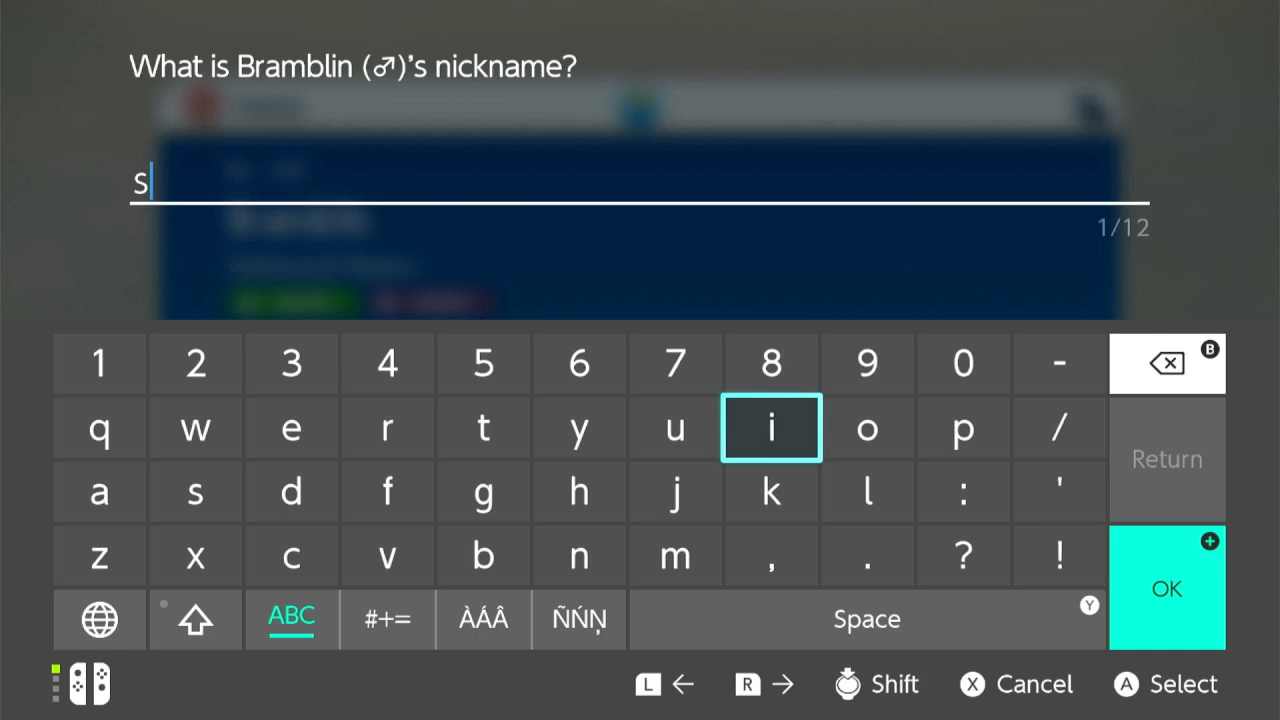 What is Bramblin (♂)'s nickname?
s
1/12
1 2 3 4 5 6 7 8 9 0 - B
q w e r t y u i o p /
Return
a s d f g h j k l : '
z x c v b n m , . ? ! OK
ABC #+= ÀÁÂ ÑŃŅ Space Y
L ← R → Shift X Cancel A Select